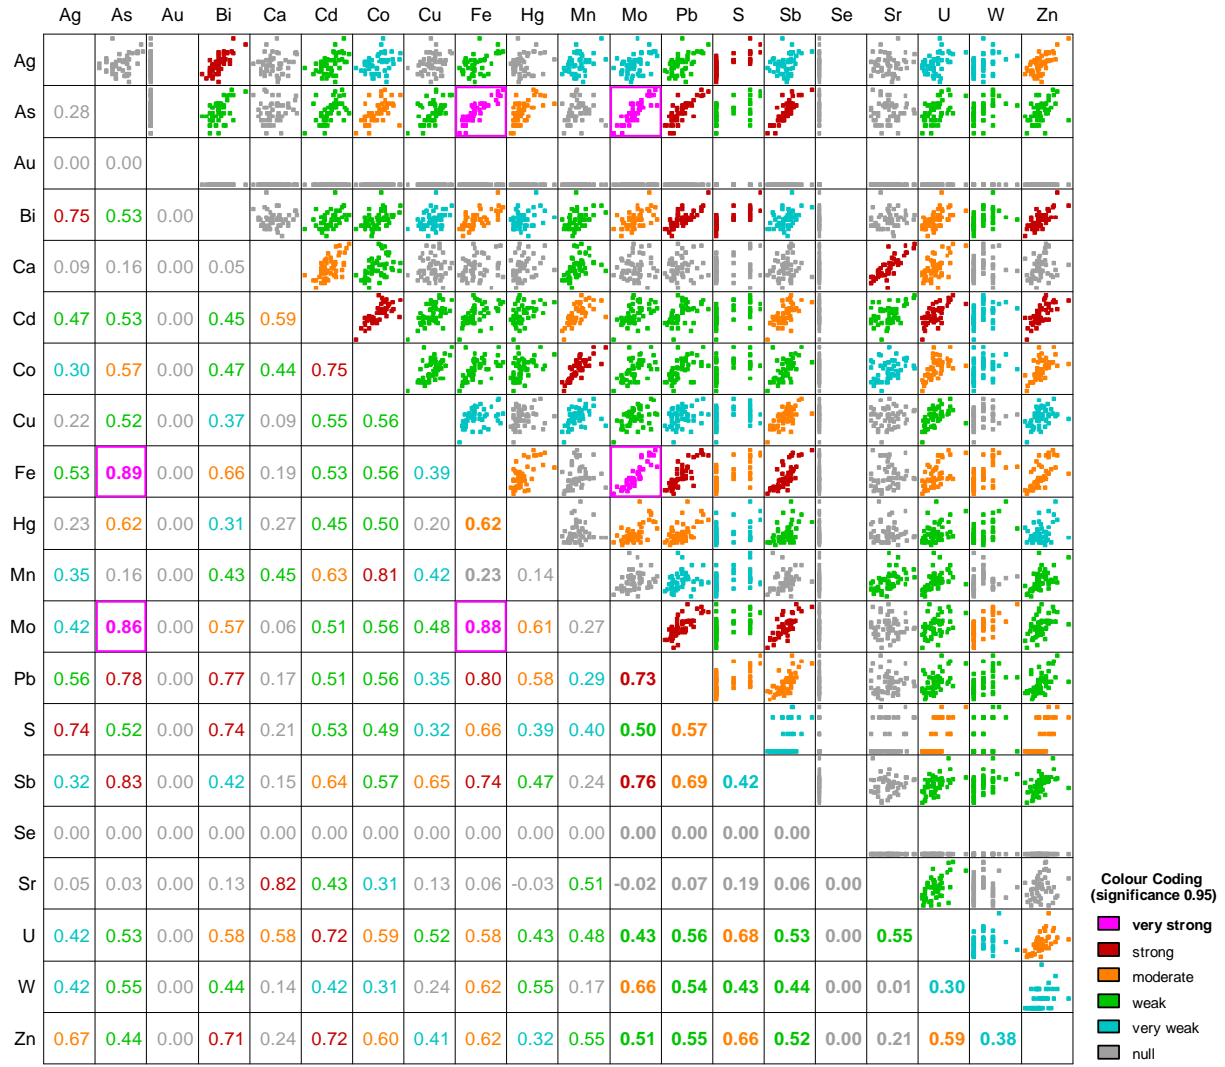 Ag As Au Bi Ca Cd Co Cu Fe Hg Mn Mo Pb S Sb Se Sr U W Zn
Ag
As 0.28
Au 0.00 0.00
Bi 0.75 0.53 0.00
Ca 0.09 0.16 0.00 0.05
Cd 0.47 0.53 0.00 0.45 0.59
Co 0.30 0.57 0.00 0.47 0.44 0.75
Cu 0.22 0.52 0.00 0.37 0.09 0.55 0.56
Fe 0.53 0.89 0.00 0.66 0.19 0.53 0.56 0.39
Hg 0.23 0.62 0.00 0.31 0.27 0.45 0.50 0.20 0.62
Mn 0.35 0.16 0.00 0.43 0.45 0.63 0.81 0.42 0.23 0.14
Mo 0.42 0.86 0.00 0.57 0.06 0.51 0.56 0.48 0.88 0.61 0.27
Pb 0.56 0.78 0.00 0.77 0.17 0.51 0.56 0.35 0.80 0.58 0.29 0.73
S 0.74 0.52 0.00 0.74 0.21 0.53 0.49 0.32 0.66 0.39 0.40 0.50 0.57
Sb 0.32 0.83 0.00 0.42 0.15 0.64 0.57 0.65 0.74 0.47 0.24 0.76 0.69 0.42
Se 0.00 0.00 0.00 0.00 0.00 0.00 0.00 0.00 0.00 0.00 0.00 0.00 0.00 0.00 0.00
Sr 0.05 0.03 0.00 0.13 0.82 0.43 0.31 0.13 0.06 -0.03 0.51 -0.02 0.07 0.19 0.06 0.00
U 0.42 0.53 0.00 0.58 0.58 0.72 0.59 0.52 0.58 0.43 0.48 0.43 0.56 0.68 0.53 0.00 0.55
W 0.42 0.55 0.00 0.44 0.14 0.42 0.31 0.24 0.62 0.55 0.17 0.66 0.54 0.43 0.44 0.00 0.01 0.30
Zn 0.67 0.44 0.00 0.71 0.24 0.72 0.60 0.41 0.62 0.32 0.55 0.51 0.55 0.66 0.52 0.00 0.21 0.59 0.38
Colour Coding
(significance 0.95)
very strong
strong
moderate
weak
very weak
null